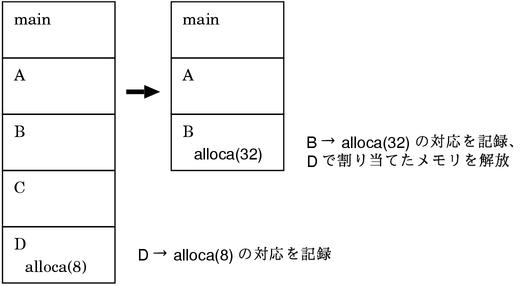 main
A
B
C
D
alloca(8)
D → alloca(8) の対応を記録
main
A
B
alloca(32)
B → alloca(32) の対応を記録、
D で割り当てたメモリを解放